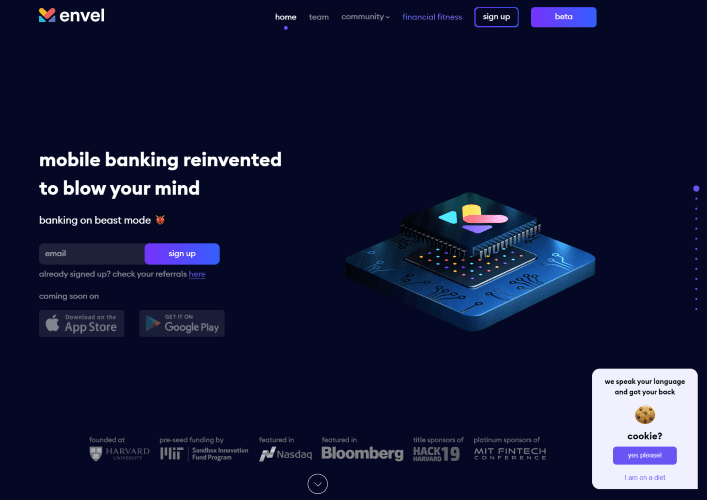 envel
home
team
community
financial fitness
sign up
beta
mobile banking reinvented
to blow your mind
banking on beast mode
email
sign up
already signed up? check your referrals here
coming soon on
Download on the
App Store
GET IT ON
Google Play
we speak your language
and got your back
cookie?
yes please!
I am on a diet
founded at
HARVARD
UNIVERSITY
pre-seed funding by
MIT
Sandbox Innovation
Fund Program
featured in
Nasdaq
featured in
Bloomberg
title sponsors of
HACK
HARVARD
19
platinum sponsors of
MIT FINTECH
CONFERENCE